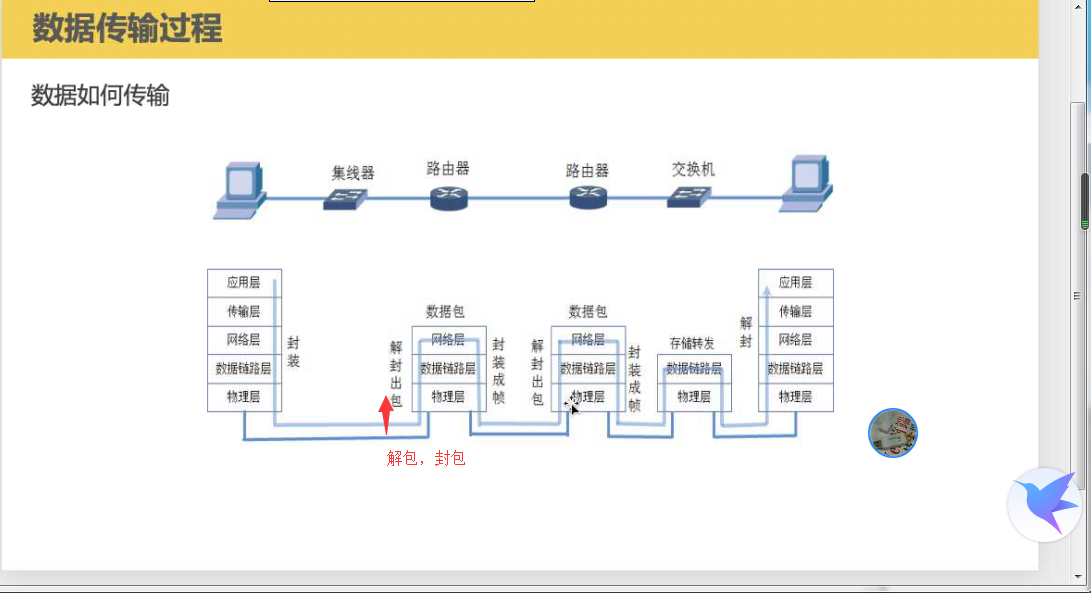 数据传输过程
数据如何传输
集线器
路由器
路由器
交换机
应用层
传输层
网络层
数据链路层
物理层
封装
解封出包
数据包
网络层
数据链路层
物理层
封装成帧
解封出包
数据包
网络层
数据链路层
物理层
封装成帧
存储转发
数据链路层
物理层
解封
应用层
传输层
网络层
数据链路层
物理层
解包，封包